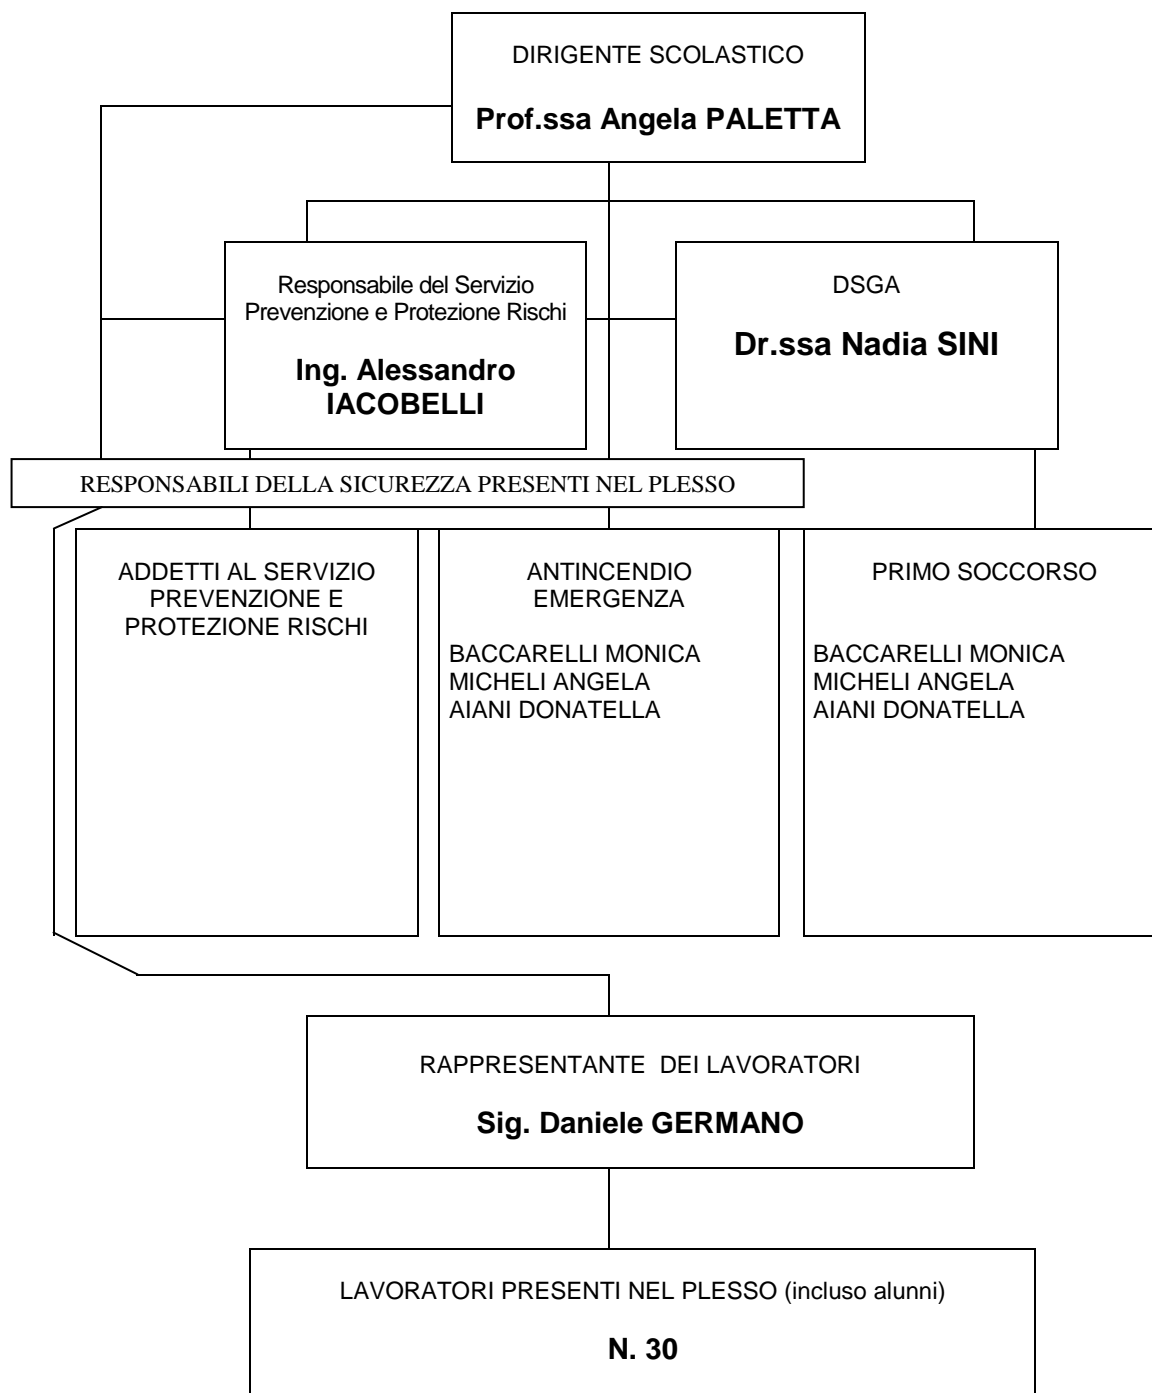 DIRIGENTE SCOLASTICO
Prof.ssa Angela PALETTA
Responsabile del Servizio
Prevenzione e Protezione Rischi
Ing. Alessandro
IACOBELLI
DSGA
Dr.ssa Nadia SINI
RESPONSABILI DELLA SICUREZZA PRESENTI NEL PLESSO
ADDETTI AL SERVIZIO
PREVENZIONE E
PROTEZIONE RISCHI
ANTINCENDIO
EMERGENZA
BACCARELLI MONICA
MICHELI ANGELA
AIANI DONATELLA
PRIMO SOCCORSO
BACCARELLI MONICA
MICHELI ANGELA
AIANI DONATELLA
RAPPRESENTANTE DEI LAVORATORI
Sig. Daniele GERMANO
LAVORATORI PRESENTI NEL PLESSO (incluso alunni)
N. 30